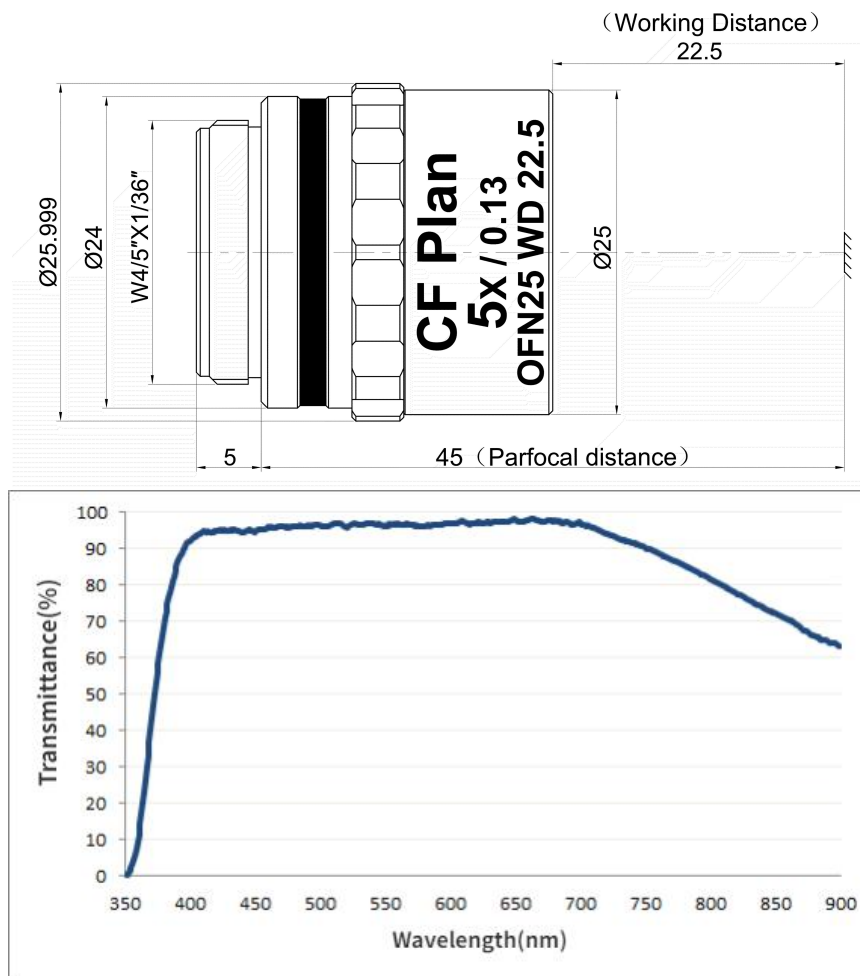 （Working Distance）
22.5
Ø25.999
Ø24
W4/5″X1/36″
CF Plan
5x / 0.13
OFN25 WD 22.5
Ø25
5
45（Parfocal distance）
100
90
80
70
60
50
40
30
20
10
0
Transmittance(%)
350 400 450 500 550 600 650 700 750 800 850 900
Wavelength(nm)